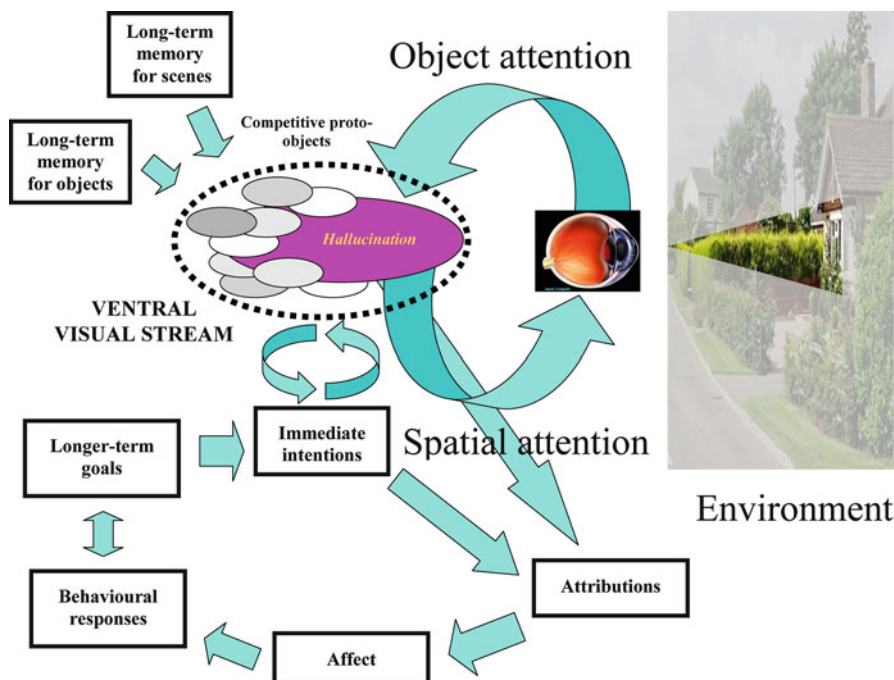 Long-term
memory
for scenes
Object attention
Long-term
memory
for objects
Competitive proto-
objects
Hallucination
VENTRAL
VISUAL STREAM
Longer-term
goals
Immediate
intentions
Spatial attention
Environment
Behavioural
responses
Attributions
Affect